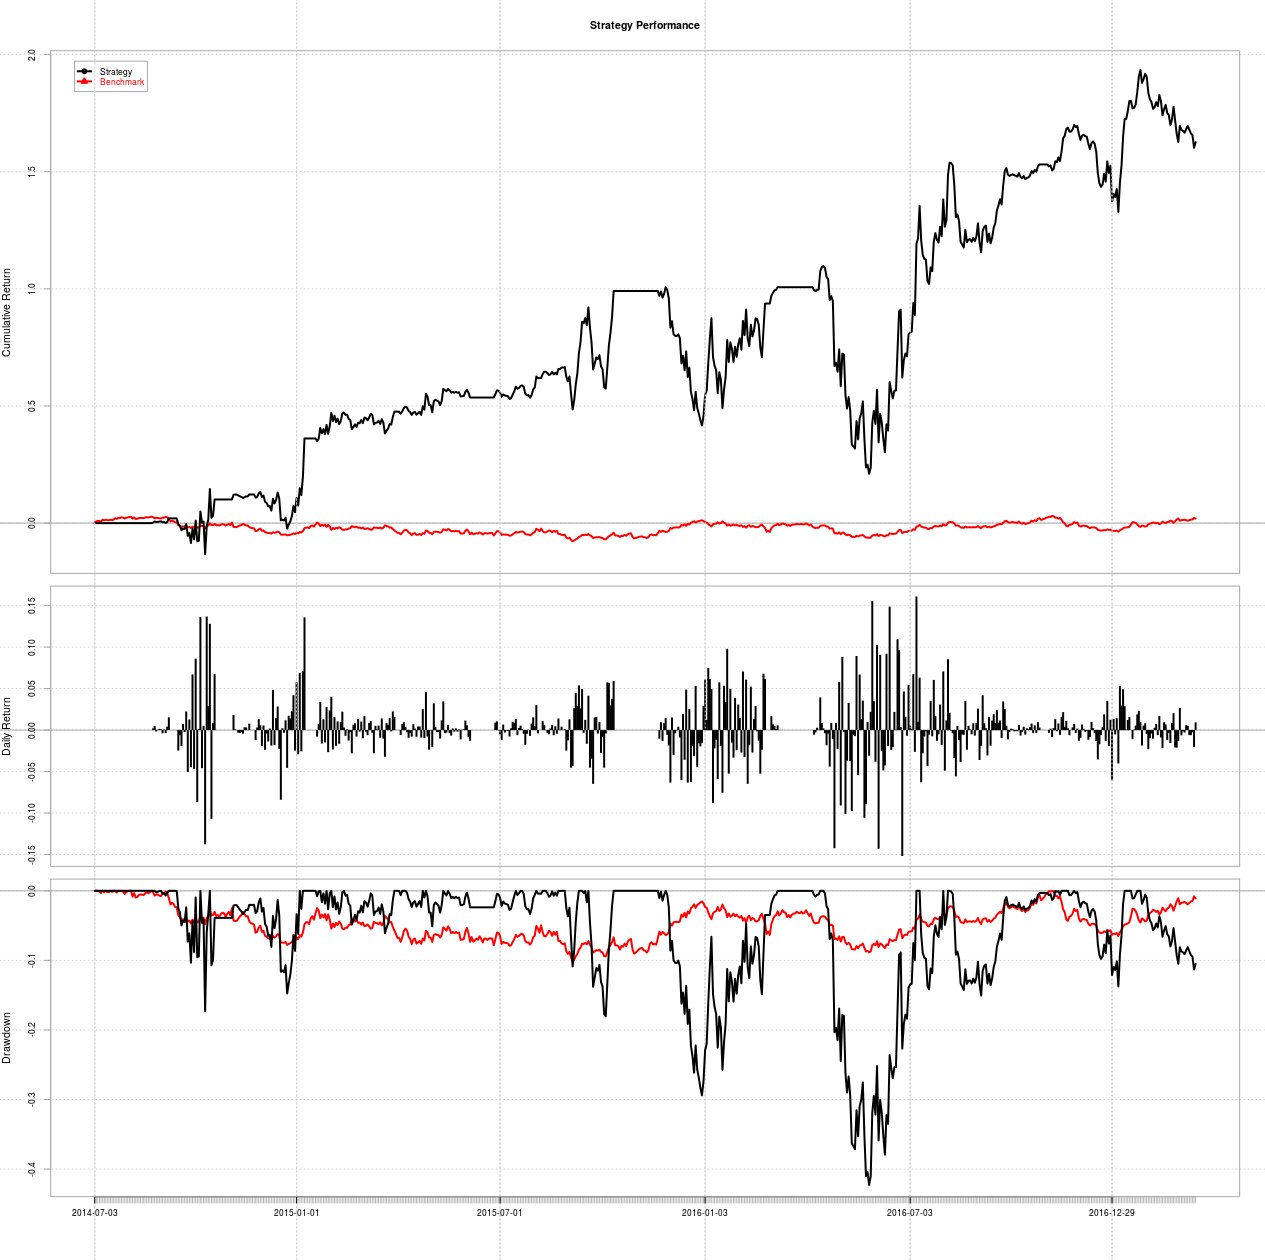 Strategy Performance
Strategy
Benchmark
Cumulative Return
2.0
1.5
1.0
0.5
0.0
Daily Return
0.15
0.10
0.05
0.00
-0.05
-0.10
-0.15
Drawdown
0.0
-0.1
-0.2
-0.3
-0.4
2014-07-03 2015-01-01 2015-07-01 2016-01-03 2016-07-03 2016-12-29